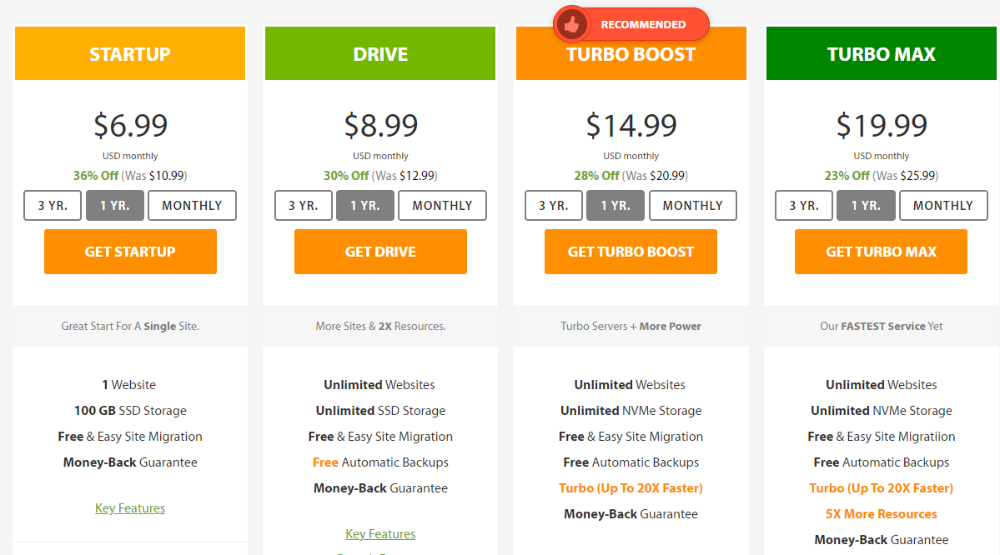 RECOMMENDED
STARTUP
$6.99
USD monthly
36% Off (Was $10.99)
3 YR. 1 YR. MONTHLY
GET STARTUP
Great Start For A Single Site.
1 Website
100 GB SSD Storage
Free & Easy Site Migration
Money-Back Guarantee
Key Features
DRIVE
$8.99
USD monthly
30% Off (Was $12.99)
3 YR. 1 YR. MONTHLY
GET DRIVE
More Sites & 2X Resources.
Unlimited Websites
Unlimited SSD Storage
Free & Easy Site Migration
Free Automatic Backups
Money-Back Guarantee
Key Features
TURBO BOOST
$14.99
USD monthly
28% Off (Was $20.99)
3 YR. 1 YR. MONTHLY
GET TURBO BOOST
Turbo Servers + More Power
Unlimited Websites
Unlimited NVMe Storage
Free & Easy Site Migration
Free Automatic Backups
Turbo (Up To 20X Faster)
Money-Back Guarantee
TURBO MAX
$19.99
USD monthly
23% Off (Was $25.99)
3 YR. 1 YR. MONTHLY
GET TURBO MAX
Our FASTEST Service Yet
Unlimited Websites
Unlimited NVMe Storage
Free & Easy Site Migratiion
Free Automatic Backups
Turbo (Up To 20X Faster)
5X More Resources
Money-Back Guarantee